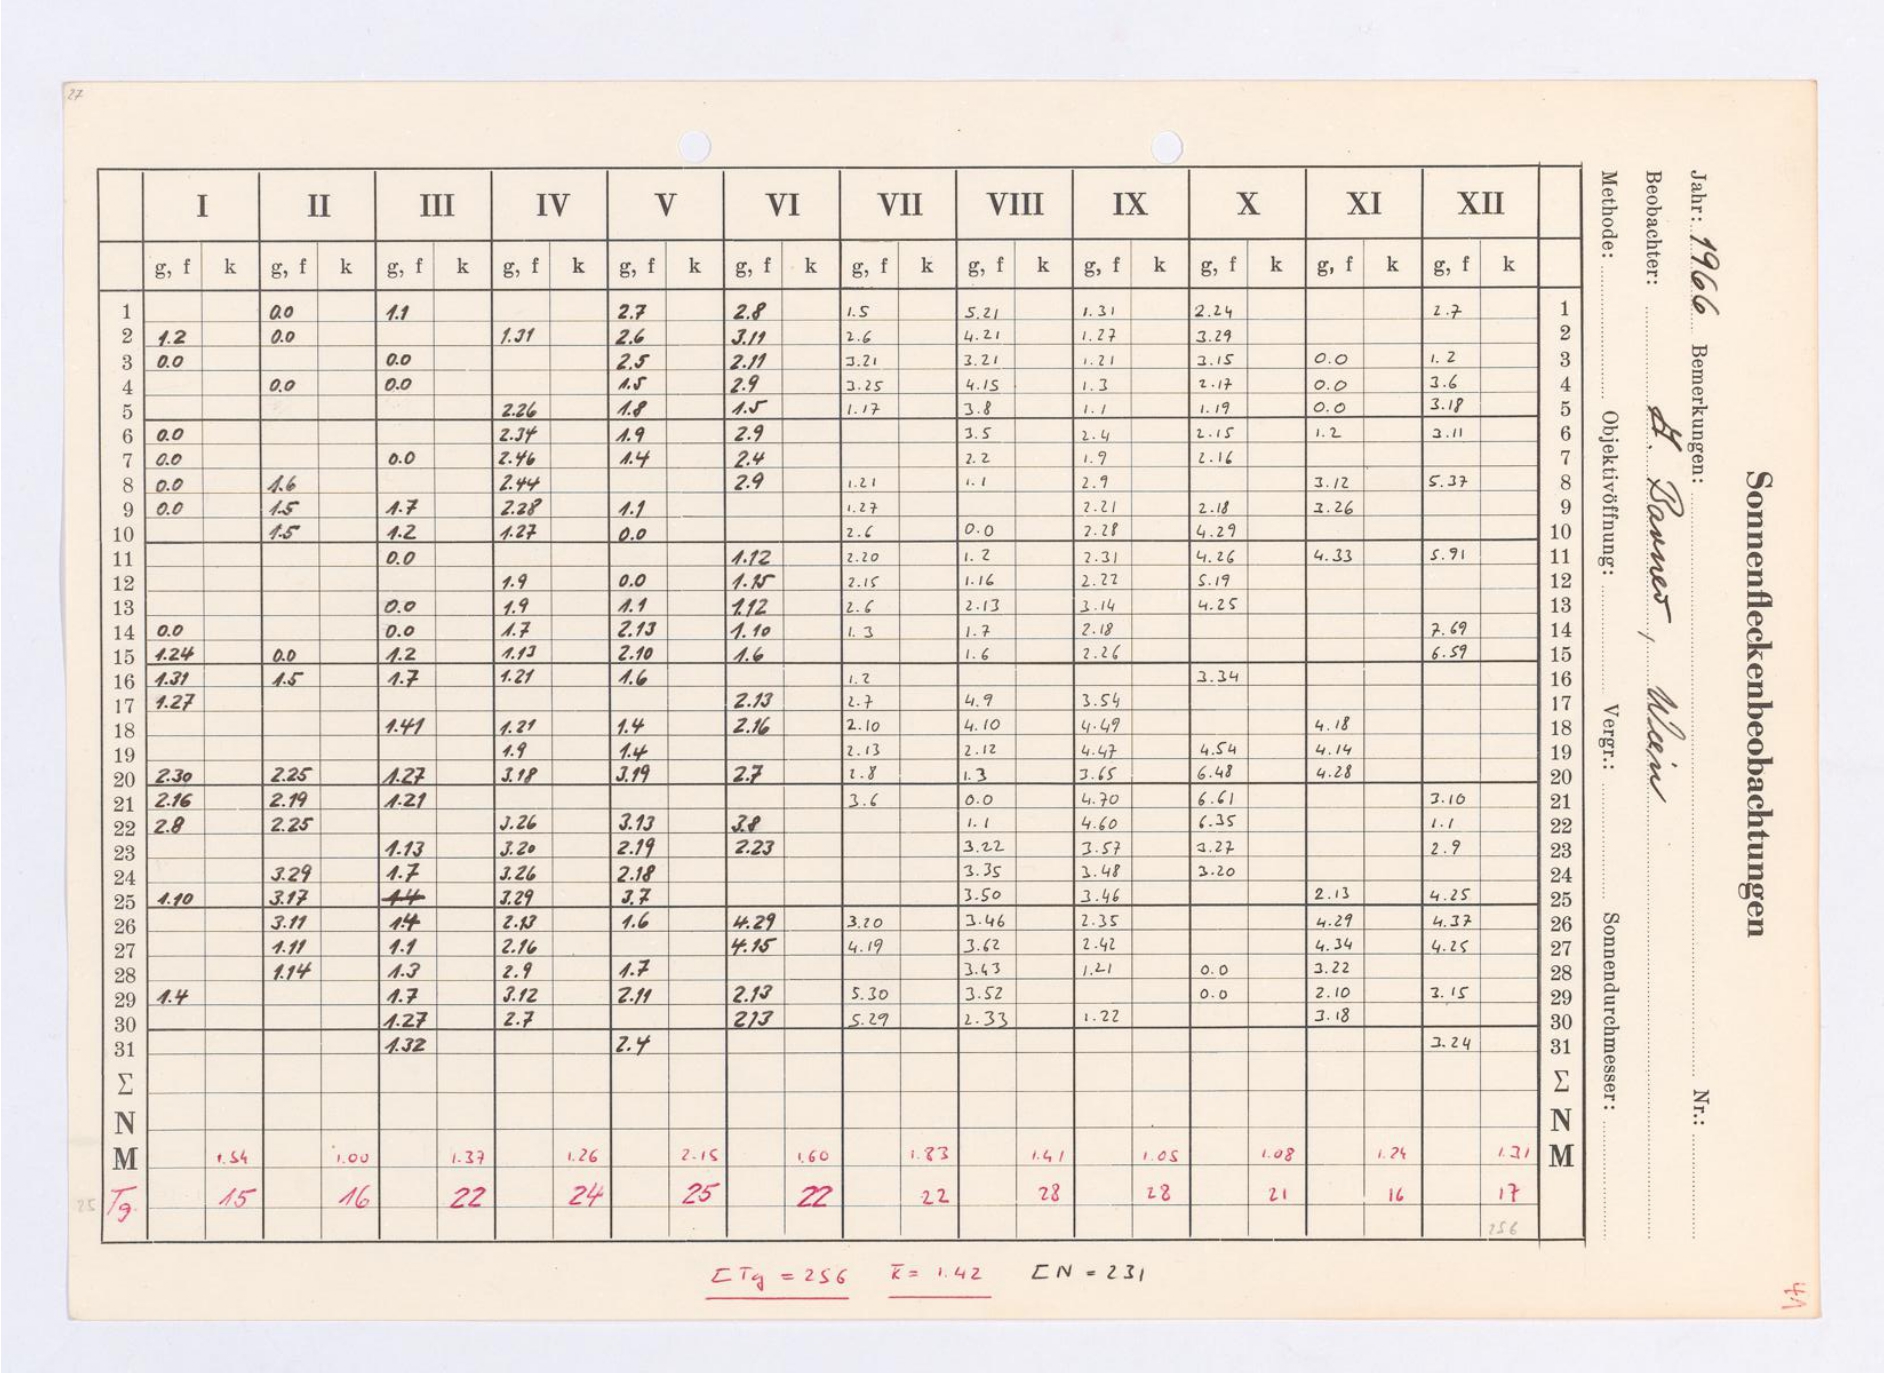 27
I II III IV V VI VII VIII IX X XI XII
g, f k g, f k g, f k g, f k g, f k g, f k g, f k g, f k g, f k g, f k g, f k g, f k
1 0.0 1.1 2.7 2.8 1.5 5.21 1.31 2.24 2.7 1
2 1.2 0.0 1.31 2.6 3.11 2.6 4.21 1.27 3.29 2
3 0.0 0.0 2.5 2.11 3.21 3.21 1.21 3.15 0.0 1.2 3
4 0.0 0.0 1.5 2.9 3.25 4.15 1.3 2.17 0.0 3.6 4
5 2.26 1.8 1.5 1.17 3.8 1.1 1.19 0.0 3.18 5
6 0.0 2.34 1.9 2.9 3.5 2.4 2.15 1.2 3.11 6
7 0.0 0.0 2.46 1.4 2.4 2.2 1.9 2.16 7
8 0.0 1.6 2.44 2.9 1.21 1.1 2.9 3.12 5.37 8
9 0.0 1.5 1.7 2.28 1.1 1.27 2.21 2.18 3.26 9
10 1.5 1.2 1.27 0.0 2.6 0.0 2.28 4.29 10
11 0.0 1.12 2.20 1.2 2.31 4.26 4.33 5.91 11
12 1.9 0.0 1.15 2.15 1.16 2.22 5.19 12
13 0.0 1.9 1.1 1.12 2.6 2.13 3.14 4.25 13
14 0.0 0.0 1.7 2.13 1.10 1.3 1.7 2.18 7.69 14
15 1.24 0.0 1.2 1.13 2.10 1.6 1.6 2.26 6.59 15
16 1.31 1.5 1.7 1.21 1.6 1.2 3.34 16
17 1.27 2.13 2.7 4.9 3.54 17
18 1.41 1.21 1.4 2.16 2.10 4.10 4.49 4.18 18
19 1.9 1.4 2.13 2.12 4.47 4.54 4.14 19
20 2.30 2.25 1.27 3.18 3.19 2.7 2.8 1.3 3.65 6.48 4.28 20
21 2.16 2.19 1.21 3.6 0.0 4.70 6.61 3.10 21
22 2.8 2.25 3.26 3.13 3.8 1.1 4.60 6.35 1.1 22
23 1.13 3.20 2.19 2.23 3.22 3.57 3.27 2.9 23
24 3.29 1.7 3.26 2.18 3.35 3.48 3.20 24
25 1.10 3.17 1.4 3.29 3.7 3.50 3.46 2.13 4.25 25
26 3.11 1.4 2.13 1.6 4.29 3.20 3.46 2.35 4.29 4.37 26
27 1.11 1.1 2.16 4.15 4.19 3.62 2.42 4.34 4.25 27
28 1.14 1.3 2.9 1.7 3.43 1.21 0.0 3.22 28
29 1.4 1.7 3.12 2.11 2.13 5.30 3.52 0.0 2.10 3.15 29
30 1.27 2.7 213 5.29 2.33 1.22 3.18 30
31 1.32 2.4 3.24 31
Σ Σ
N N
M 1.54 1.00 1.37 1.26 2.15 1.60 1.83 1.41 1.05 1.08 1.24 1.31 M
25 Tg. 15 16 22 24 25 22 22 28 28 21 16 17
256
Σ Tg = 256 k̄ = 1.42 Σ N = 231
Sonnenfleckenbeobachtungen
Jahr: 1966 Bemerkungen: Nr.:
Beobachter: Wien
Methode: Objektivöffnung: Vergr.: Sonnendurchmesser: